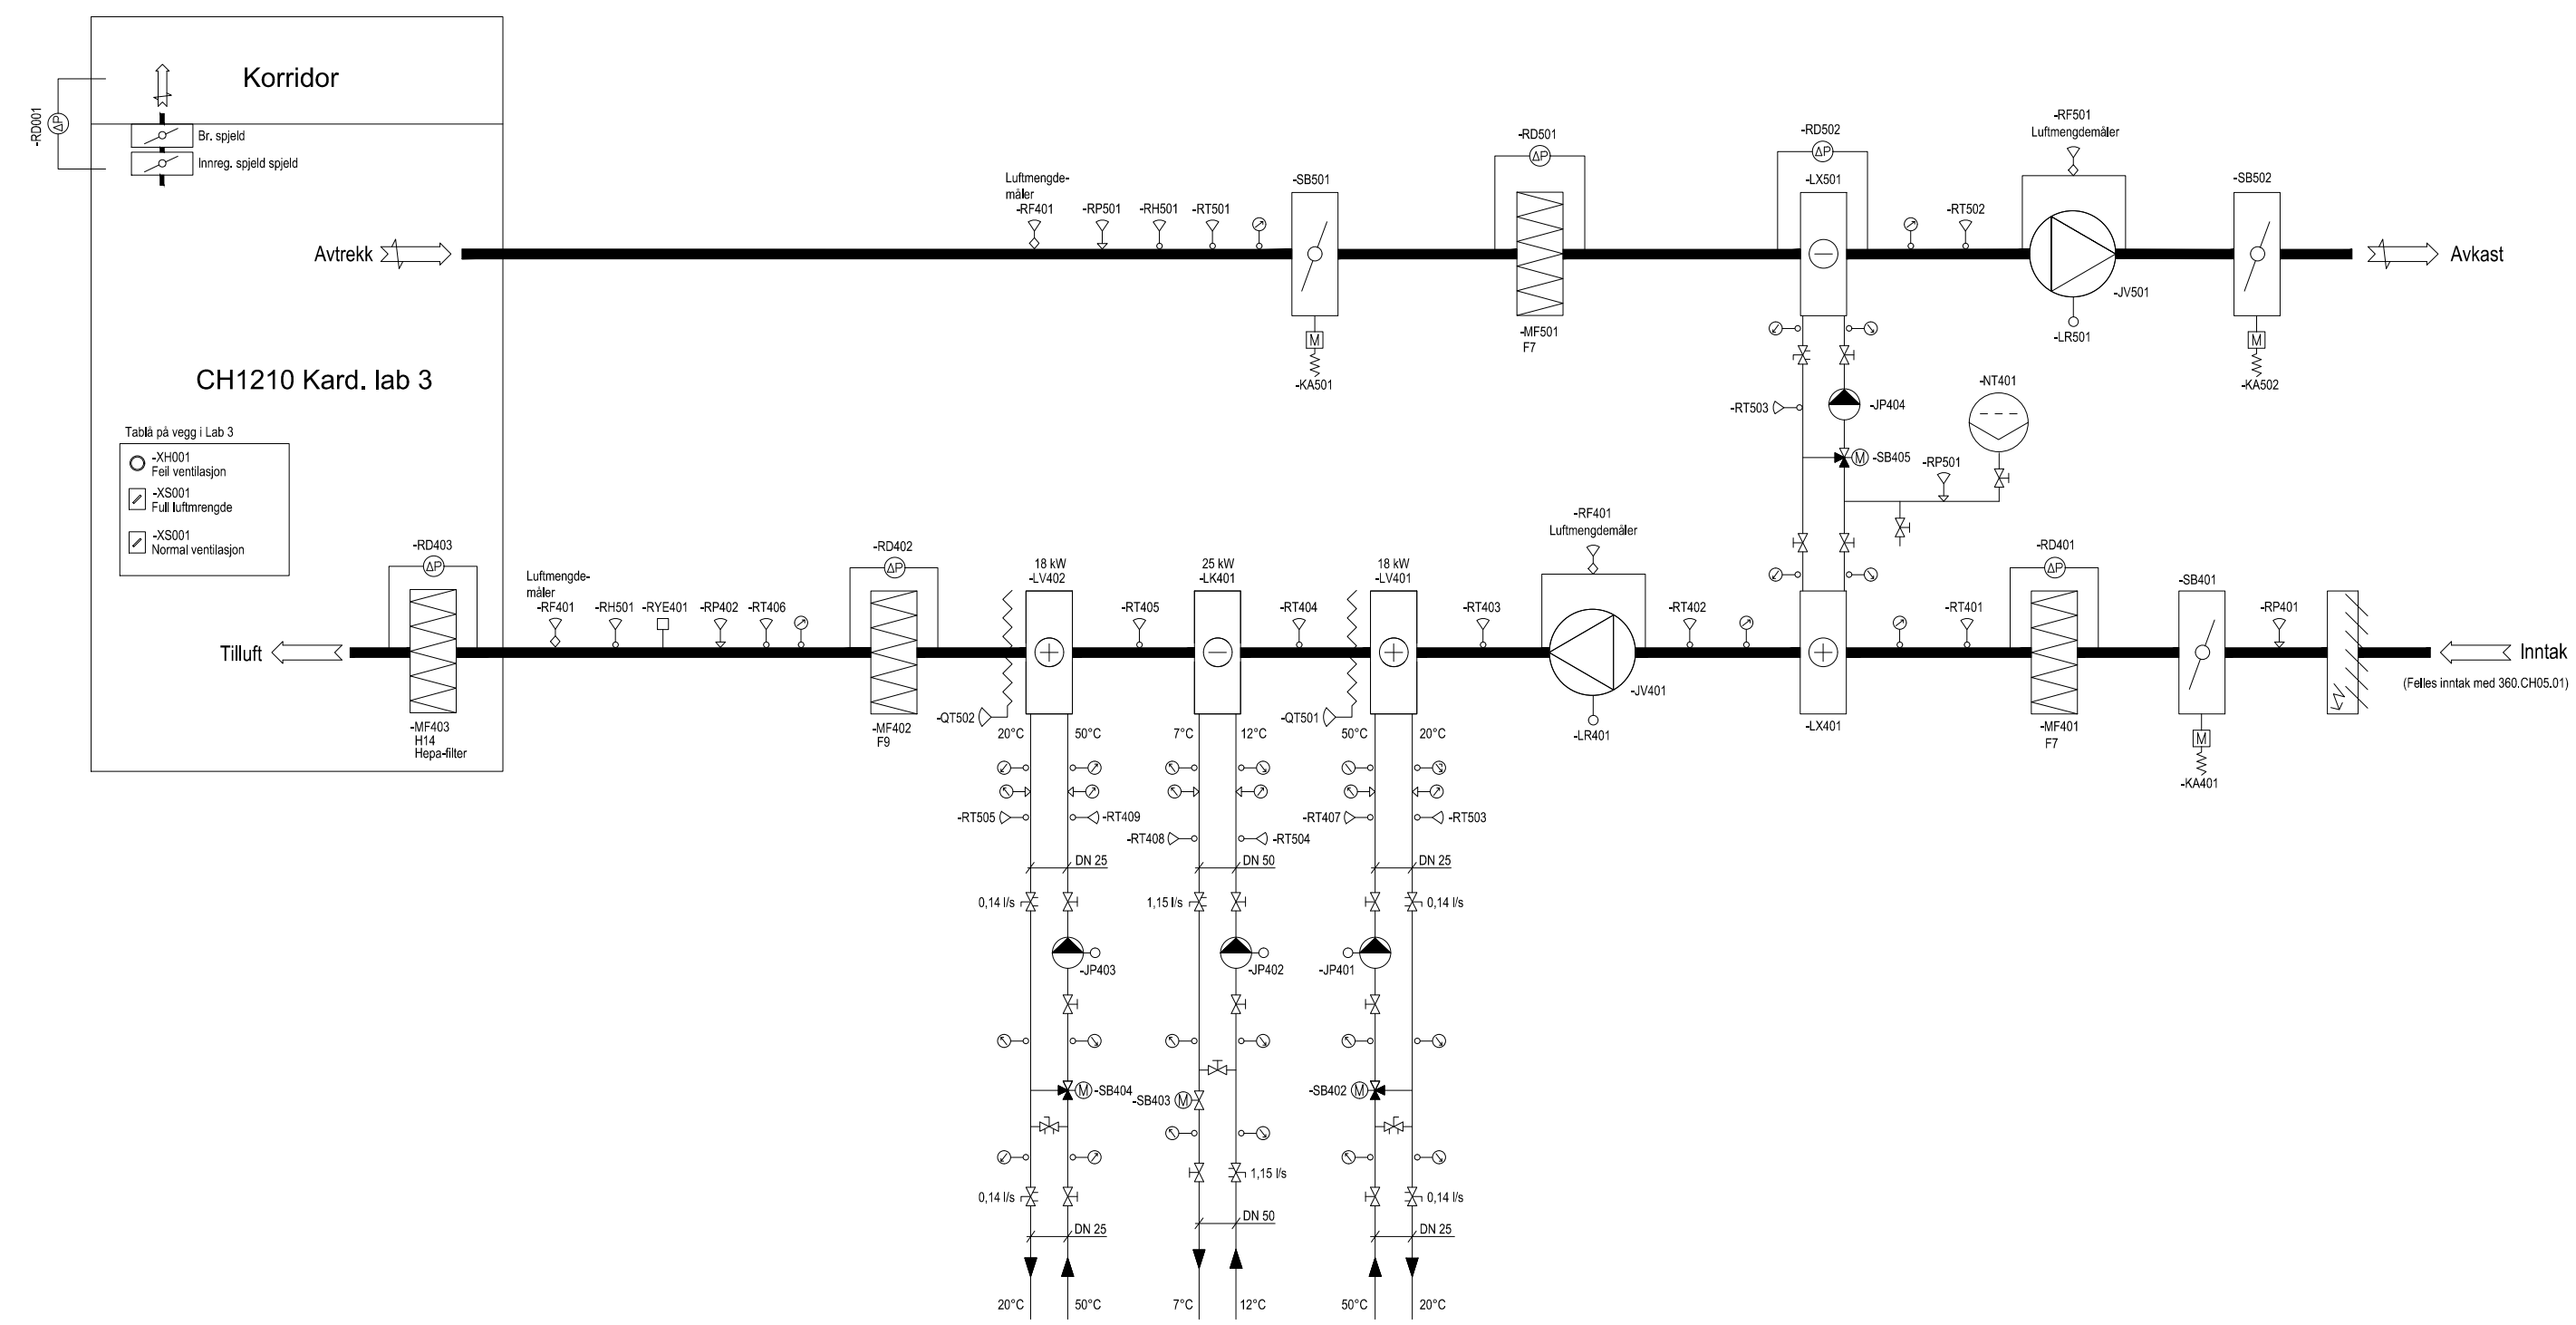 Korridor
-RD001
ΔP
Br. spjeld
Innreg. spjeld spjeld
Avtrekk
CH1210 Kard. lab 3
Tablå på vegg i Lab 3
-XH001
Feil ventilasjon
-XS001
Full luftmrengde
-XS001
Normal ventilasjon
Luftmengde-
måler
-RF401
-RP501
-RH501
-RT501
-SB501
M
-KA501
-RD501
ΔP
-MF501
F7
-RD502
ΔP
-LX501
-RT502
-RF501
Luftmengdemåler
-JV501
-LR501
-SB502
M
-KA502
Avkast
-RT503
-JP404
-NT401
M
-SB405
-RP501
Tilluft
-RD403
ΔP
-MF403
H14
Hepa-filter
Luftmengde-
måler
-RF401
-RH501
-RYE401
-RP402
-RT406
-RD402
ΔP
-MF402
F9
-QT502
18 kW
-LV402
-RT405
25 kW
-LK401
-RT404
-QT501
18 kW
-LV401
-RT403
-RF401
Luftmengdemåler
-JV401
-LR401
-RT402
-LX401
-RT401
-RD401
ΔP
-MF401
F7
-SB401
M
-KA401
-RP401
Inntak
(Felles inntak med 360.CH05.01)
20°C
50°C
7°C
12°C
50°C
20°C
-RT505
-RT409
-RT408
-RT504
-RT407
-RT503
DN 25
DN 50
DN 25
0,14 l/s
1,15 l/s
0,14 l/s
-JP403
-JP402
-JP401
M
-SB404
-SB403
M
-SB402
M
1,15 l/s
0,14 l/s
0,14 l/s
DN 25
DN 50
DN 25
20°C
50°C
7°C
12°C
50°C
20°C